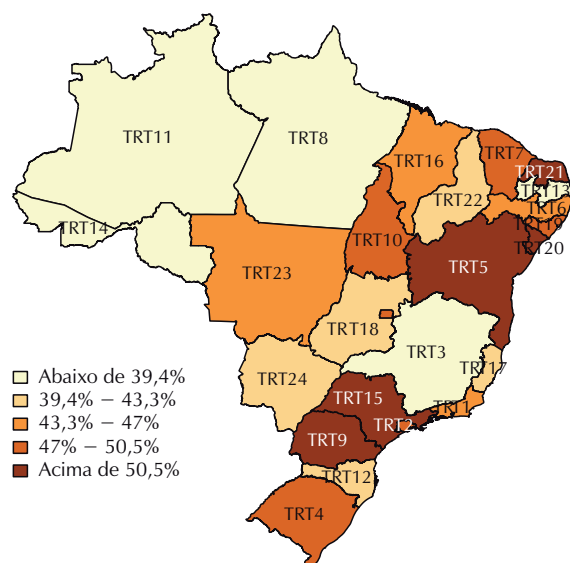 TRT11
TRT8
TRT16
TRT7
TRT21
TRT13
TRT22
TRT6
TRT19
TRT14
TRT10
TRT20
TRT23
TRT5
TRT18
TRT3
TRT17
TRT24
TRT15
TRT1
TRT2
TRT9
TRT12
TRT4
Abaixo de 39,4%
39,4% – 43,3%
43,3% – 47%
47% – 50,5%
Acima de 50,5%